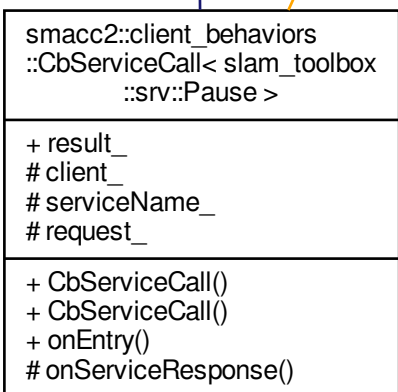 smacc2::client_behaviors
::CbServiceCall< slam_toolbox
::srv::Pause >
+ result_
# client_
# serviceName_
# request_
+ CbServiceCall()
+ CbServiceCall()
+ onEntry()
# onServiceResponse()